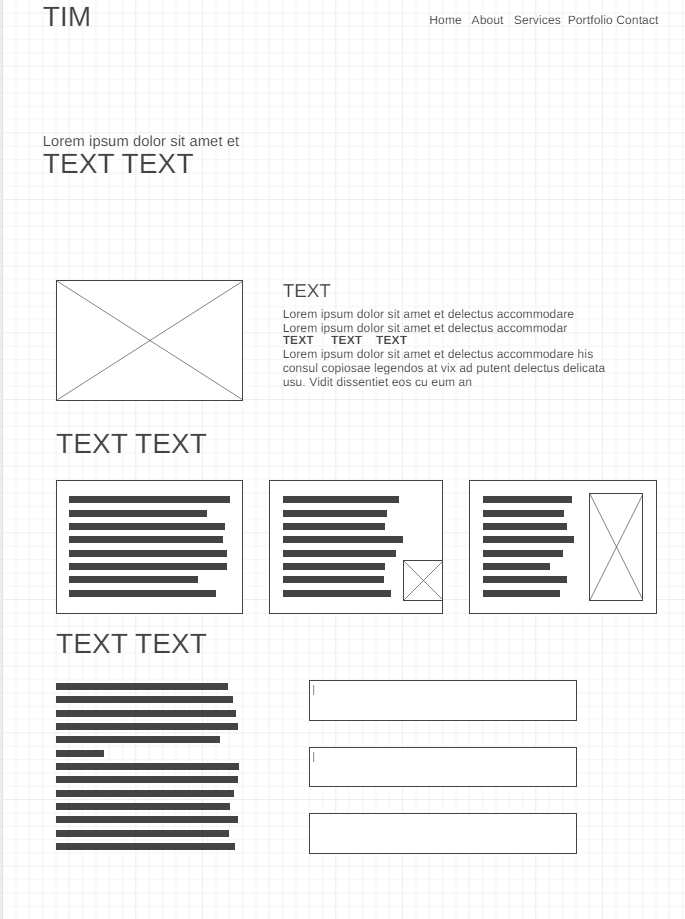 TIM
Home About Services Portfolio Contact
Lorem ipsum dolor sit amet et
TEXT TEXT
TEXT
Lorem ipsum dolor sit amet et delectus accommodare
Lorem ipsum dolor sit amet et delectus accommodar
TEXT TEXT TEXT
Lorem ipsum dolor sit amet et delectus accommodare his
consul copiosae legendos at vix ad putent delectus delicata
usu. Vidit dissentiet eos cu eum an
TEXT TEXT
TEXT TEXT